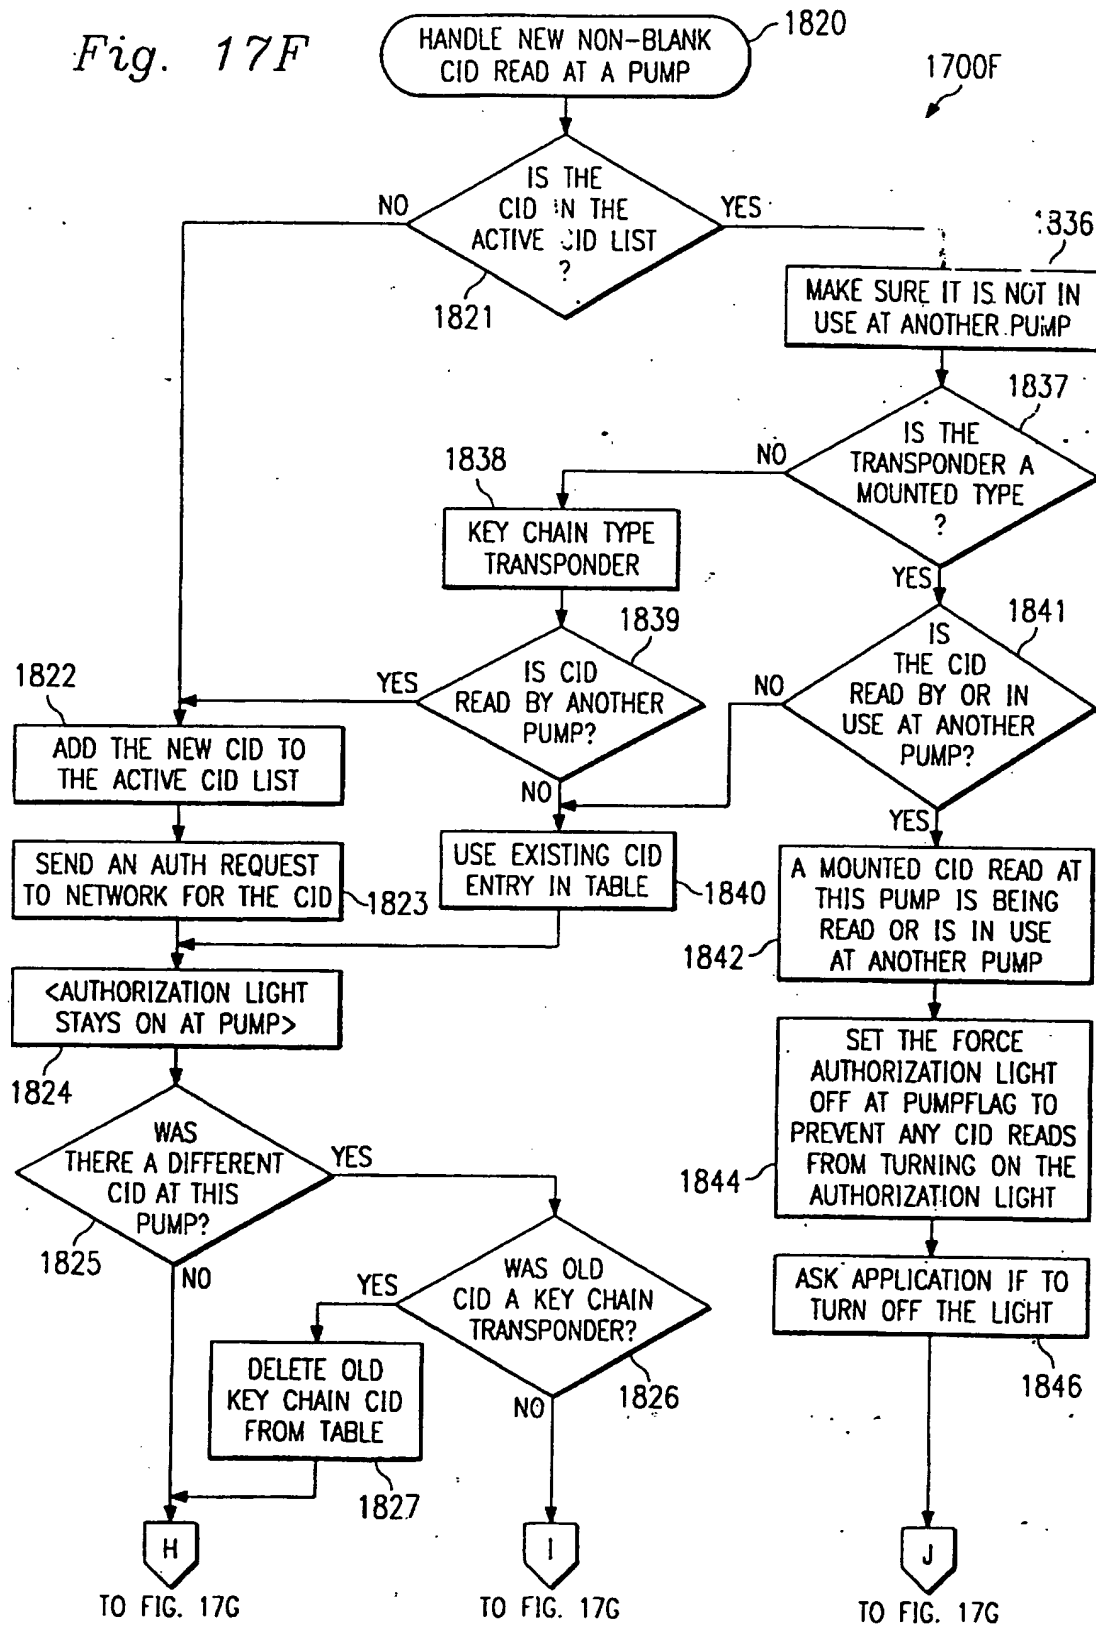 Fig. 17F
HANDLE NEW NON-BLANK
CID READ AT A PUMP
1820
1700F
IS THE
CID IN THE
ACTIVE CID LIST
?
NO
YES
1821
1836
MAKE SURE IT IS NOT IN
USE AT ANOTHER PUMP
1837
IS THE
TRANSPONDER A
MOUNTED TYPE
?
NO
YES
1838
KEY CHAIN TYPE
TRANSPONDER
1839
IS CID
READ BY ANOTHER
PUMP?
YES
NO
1841
IS
THE CID
READ BY OR IN
USE AT ANOTHER
PUMP?
NO
YES
1822
ADD THE NEW CID TO
THE ACTIVE CID LIST
SEND AN AUTH REQUEST
TO NETWORK FOR THE CID
1823
USE EXISTING CID
ENTRY IN TABLE
1840
A MOUNTED CID READ AT
THIS PUMP IS BEING
READ OR IS IN USE
AT ANOTHER PUMP
1842
<AUTHORIZATION LIGHT
STAYS ON AT PUMP>
1824
SET THE FORCE
AUTHORIZATION LIGHT
OFF AT PUMPFLAG TO
PREVENT ANY CID READS
FROM TURNING ON THE
AUTHORIZATION LIGHT
1844
WAS
THERE A DIFFERENT
CID AT THIS
PUMP?
YES
NO
1825
WAS OLD
CID A KEY CHAIN
TRANSPONDER?
YES
NO
1826
ASK APPLICATION IF TO
TURN OFF THE LIGHT
1846
DELETE OLD
KEY CHAIN CID
FROM TABLE
1827
H
TO FIG. 17G
I
TO FIG. 17G
J
TO FIG. 17G